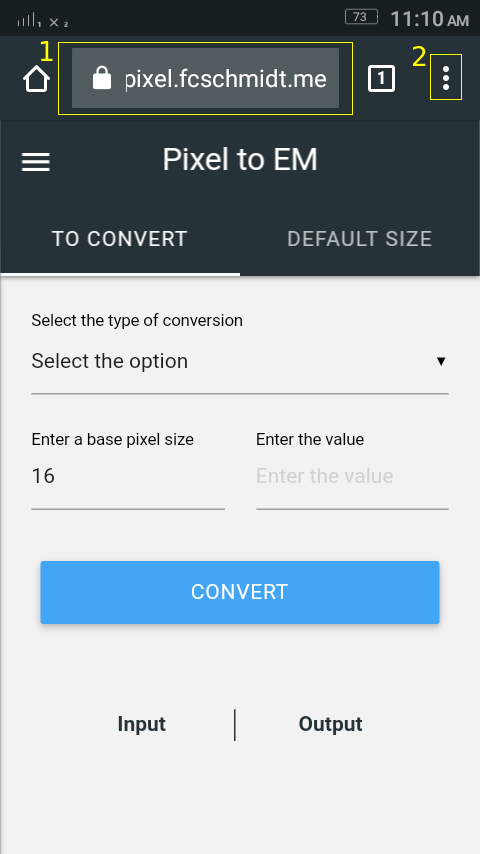 1 x 2 73 11:10 AM
1 2
pixel.fcschmidt.me 1
Pixel to EM
TO CONVERT DEFAULT SIZE
Select the type of conversion
Select the option
Enter a base pixel size Enter the value
16 Enter the value
CONVERT
Input Output